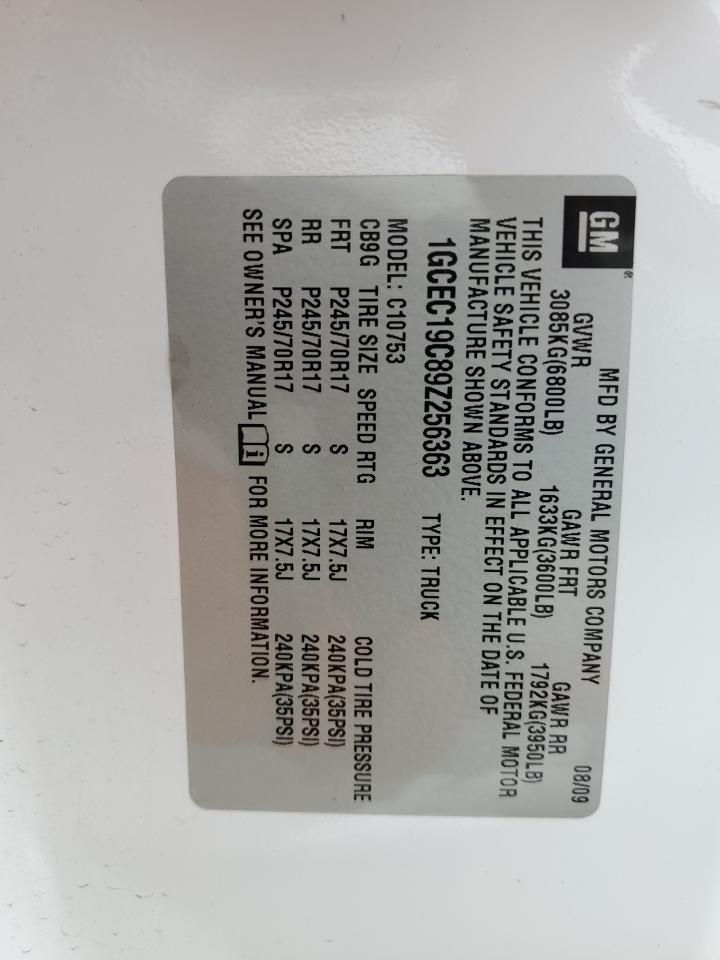 GM®
MFD BY GENERAL MOTORS COMPANY 08/09
GVWR GAWR FRT GAWR RR
3085KG(6800LB) 1633KG(3600LB) 1792KG(3950LB)
THIS VEHICLE CONFORMS TO ALL APPLICABLE U.S. FEDERAL MOTOR
VEHICLE SAFETY STANDARDS IN EFFECT ON THE DATE OF
MANUFACTURE SHOWN ABOVE.
1GCEC19C89Z256363 TYPE: TRUCK
MODEL: C10753
CB9G TIRE SIZE SPEED RTG RIM COLD TIRE PRESSURE
FRT P245/70R17 S 17X7.5J 240KPA(35PSI)
RR P245/70R17 S 17X7.5J 240KPA(35PSI)
SPA P245/70R17 S 17X7.5J 240KPA(35PSI)
SEE OWNER'S MANUAL i FOR MORE INFORMATION.